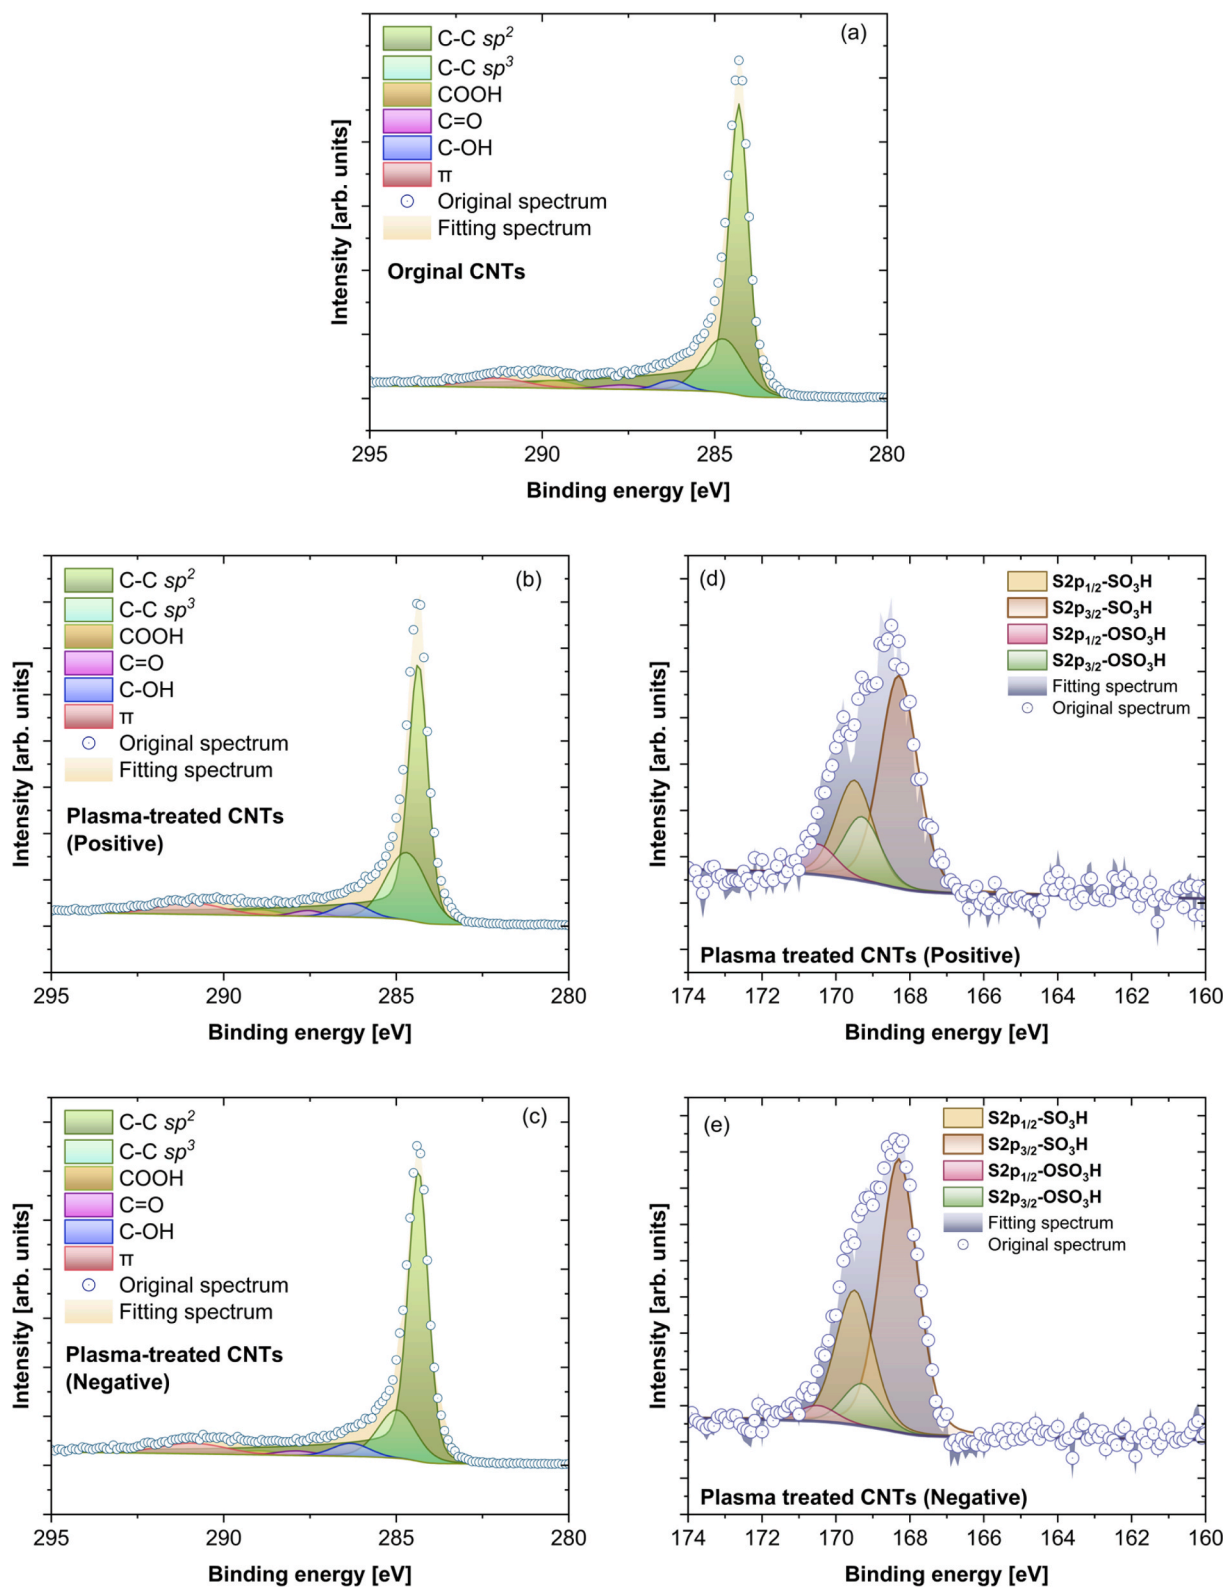 (a)
C-C sp²
C-C sp³
COOH
C=O
C-OH
π
Original spectrum
Fitting spectrum
Orginal CNTs
Intensity [arb. units]
295 290 285 280
Binding energy [eV]
(b)
C-C sp²
C-C sp³
COOH
C=O
C-OH
π
Original spectrum
Fitting spectrum
Plasma-treated CNTs
(Positive)
Intensity [arb. units]
295 290 285 280
Binding energy [eV]
(d)
S2p₁/₂-SO₃H
S2p₃/₂-SO₃H
S2p₁/₂-OSO₃H
S2p₃/₂-OSO₃H
Fitting spectrum
Original spectrum
Plasma treated CNTs (Positive)
Intensity [arb. units]
174 172 170 168 166 164 162 160
Binding energy [eV]
(c)
C-C sp²
C-C sp³
COOH
C=O
C-OH
π
Original spectrum
Fitting spectrum
Plasma-treated CNTs
(Negative)
Intensity [arb. units]
295 290 285 280
Binding energy [eV]
(e)
S2p₁/₂-SO₃H
S2p₃/₂-SO₃H
S2p₁/₂-OSO₃H
S2p₃/₂-OSO₃H
Fitting spectrum
Original spectrum
Plasma treated CNTs (Negative)
Intensity [arb. units]
174 172 170 168 166 164 162 160
Binding energy [eV]